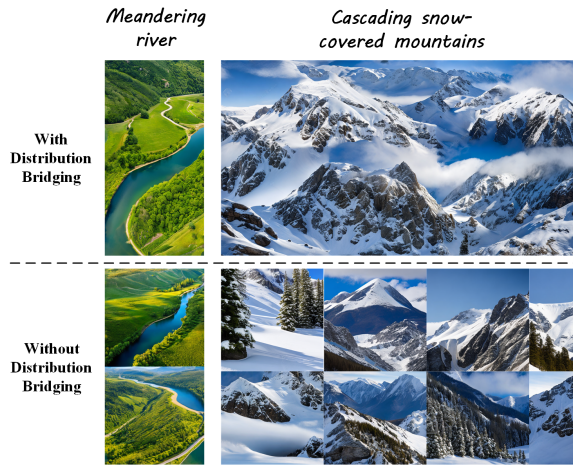 Meandering
river
Cascading snow-
covered mountains
With
Distribution
Bridging
Without
Distribution
Bridging